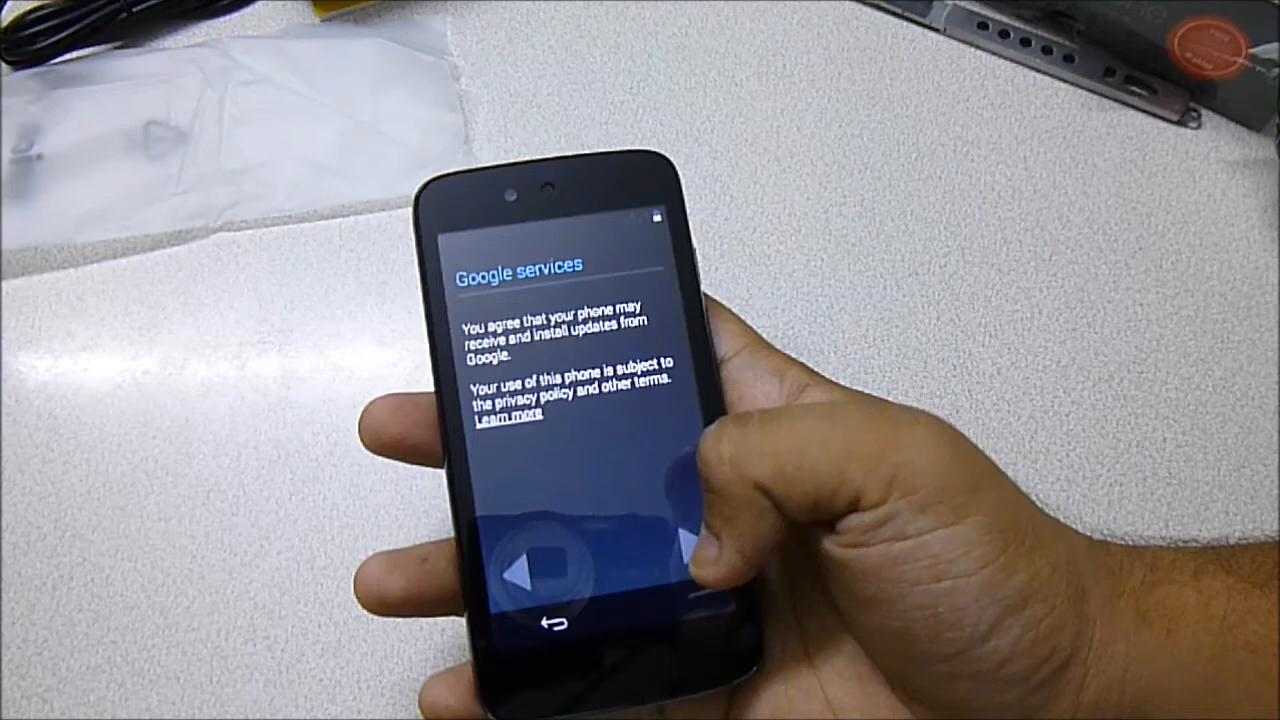 Google services
You agree that your phone may
receive and install updates from
Google.
Your use of this phone is subject to
the privacy policy and other terms.
Learn more